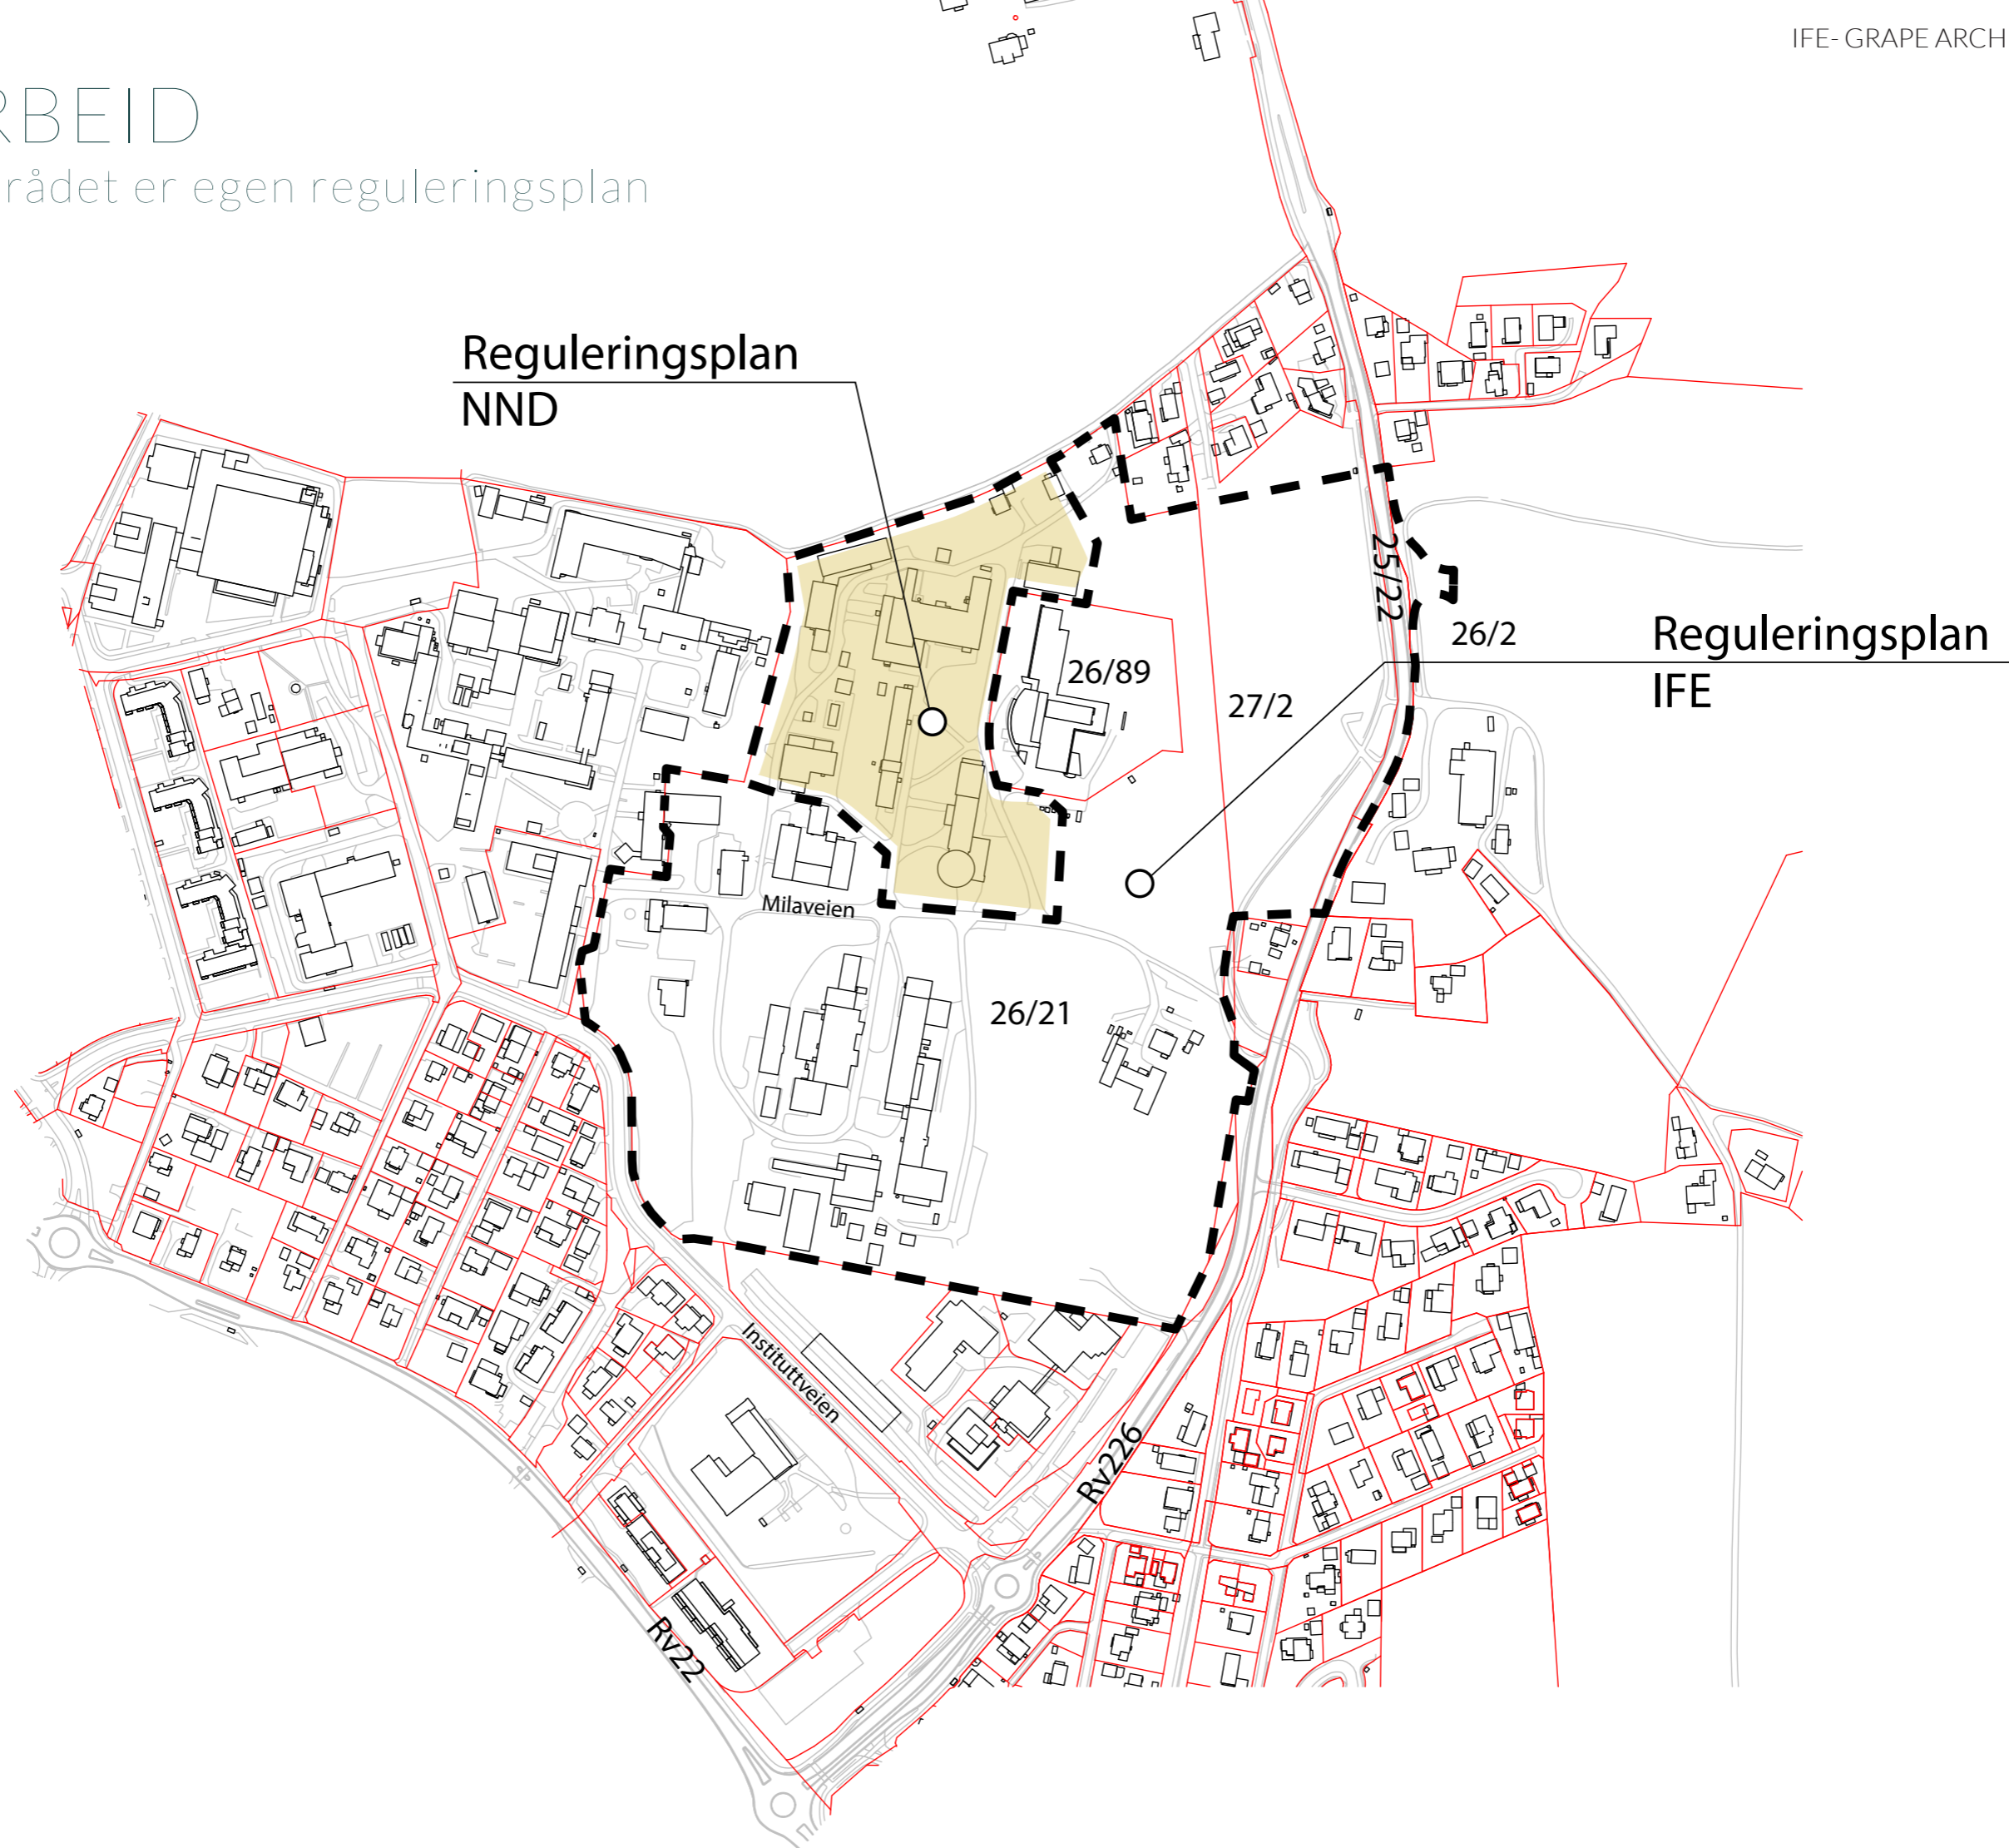 IFE- GRAPE ARCH
RBEID
rådet er egen reguleringsplan
Reguleringsplan
NND
25/22
26/2
Reguleringsplan
IFE
26/89
27/2
Milaveien
26/21
Instituttveien
Rv226
Rv22